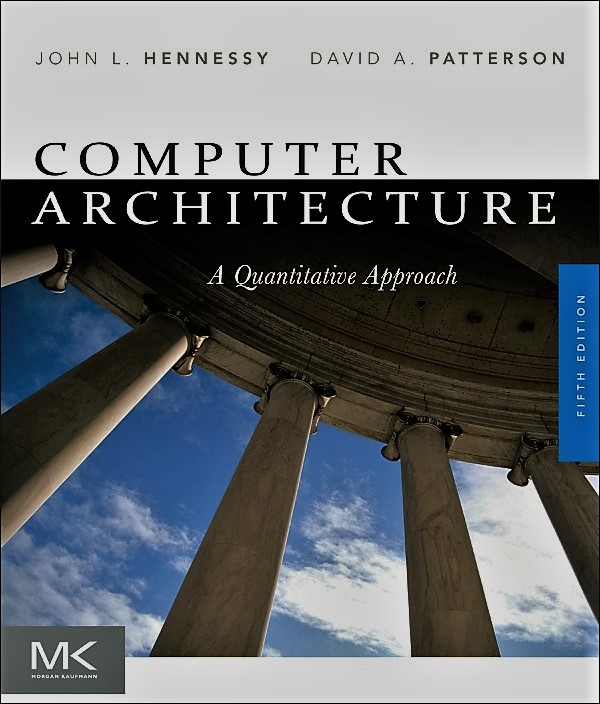 JOHN L. HENNESSY DAVID A. PATTERSON
COMPUTER
ARCHITECTURE
A Quantitative Approach
FIFTH EDITION
MK
MORGAN KAUFMANN